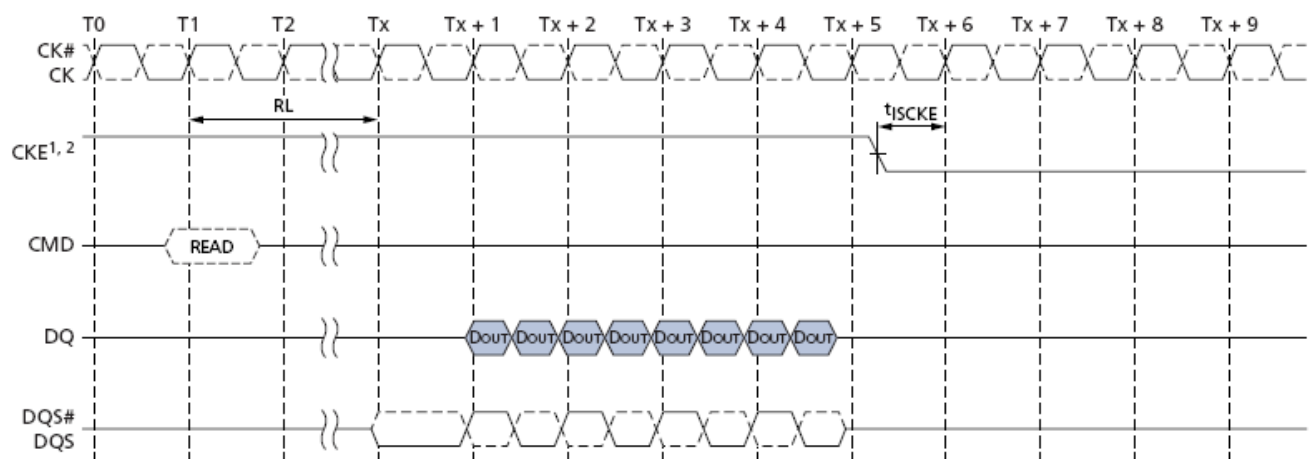 T0 T1 T2 Tx Tx + 1 Tx + 2 Tx + 3 Tx + 4 Tx + 5 Tx + 6 Tx + 7 Tx + 8 Tx + 9
CK#
CK
RL
tISCKE
CKE1, 2
CMD
READ
DQ
DOUT DOUT DOUT DOUT DOUT DOUT DOUT DOUT
DQS#
DQS